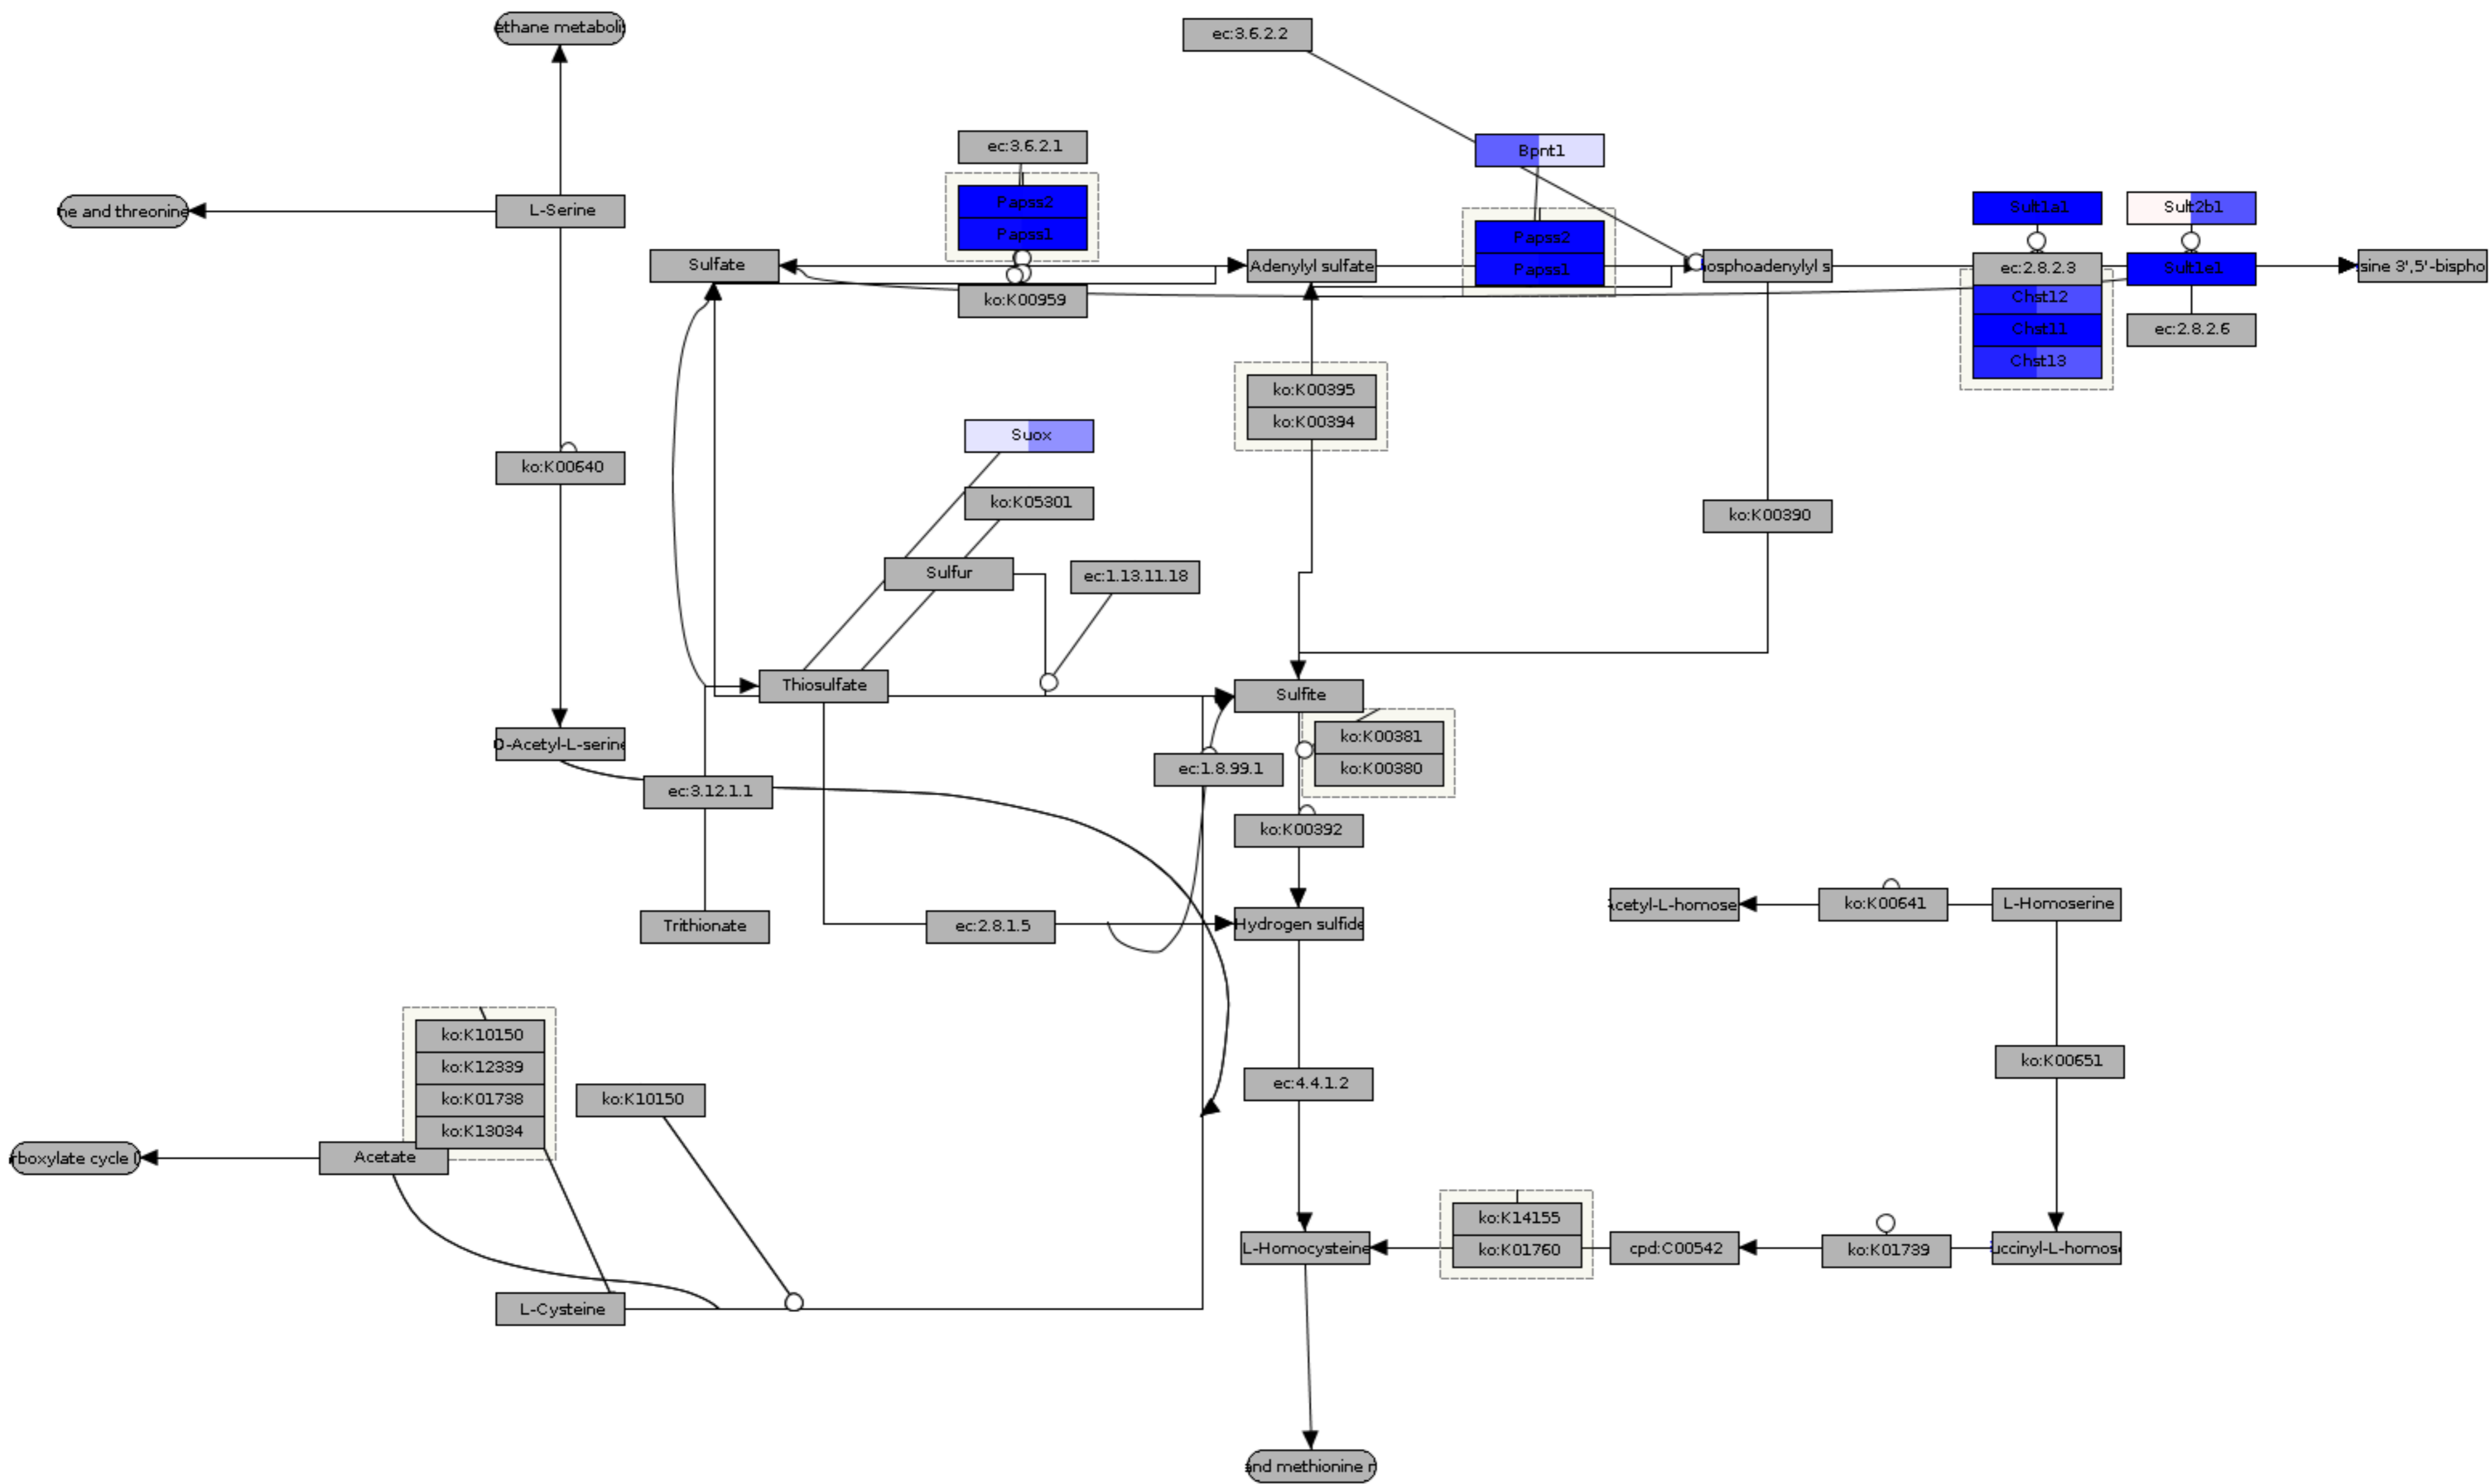 ethane metaboli
ec:3.6.2.2
ec:3.6.2.1
Bpnt1
ne and threonine
L-Serine
Papss2
Papss1
Sult1a1
Sult2b1
Sulfate
Adenylyl sulfate
Papss2
Papss1
osphoadenylyl s
ec:2.8.2.3
Sult1e1
sine 3',5'-bispho
ko:K00959
Chst12
Chst11
Chst13
ec:2.8.2.6
ko:K00395
ko:K00394
Suox
ko:K00640
ko:K05301
ko:K00390
Sulfur
ec:1.13.11.18
Thiosulfate
Sulfite
O-Acetyl-L-serine
ko:K00381
ko:K00380
ec:1.8.99.1
ec:3.12.1.1
ko:K00392
Trithionate
ec:2.8.1.5
Hydrogen sulfide
cetyl-L-homose
ko:K00641
L-Homoserine
ko:K10150
ko:K12339
ko:K01738
ko:K13034
ko:K10150
ec:4.4.1.2
ko:K00651
rboxylate cycle (
Acetate
ko:K14155
ko:K01760
L-Homocysteine
cpd:C00542
ko:K01739
uccinyl-L-homos
L-Cysteine
and methionine r